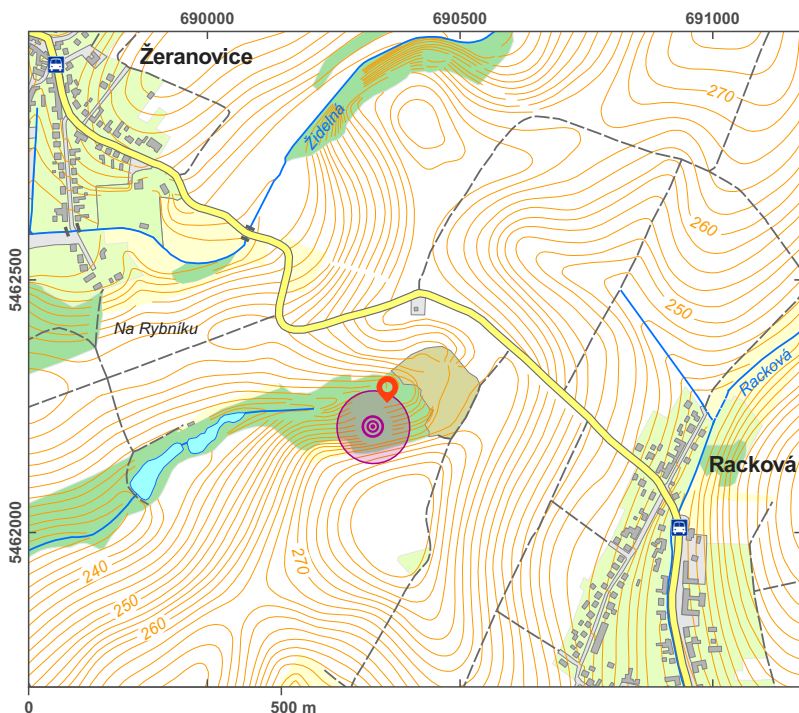 690000 690500 691000
Žeranovice
270
Židelná
260
5462500
250
Na Rybníku
Racková
Racková
5462000
270
240
250
260
0 500 m